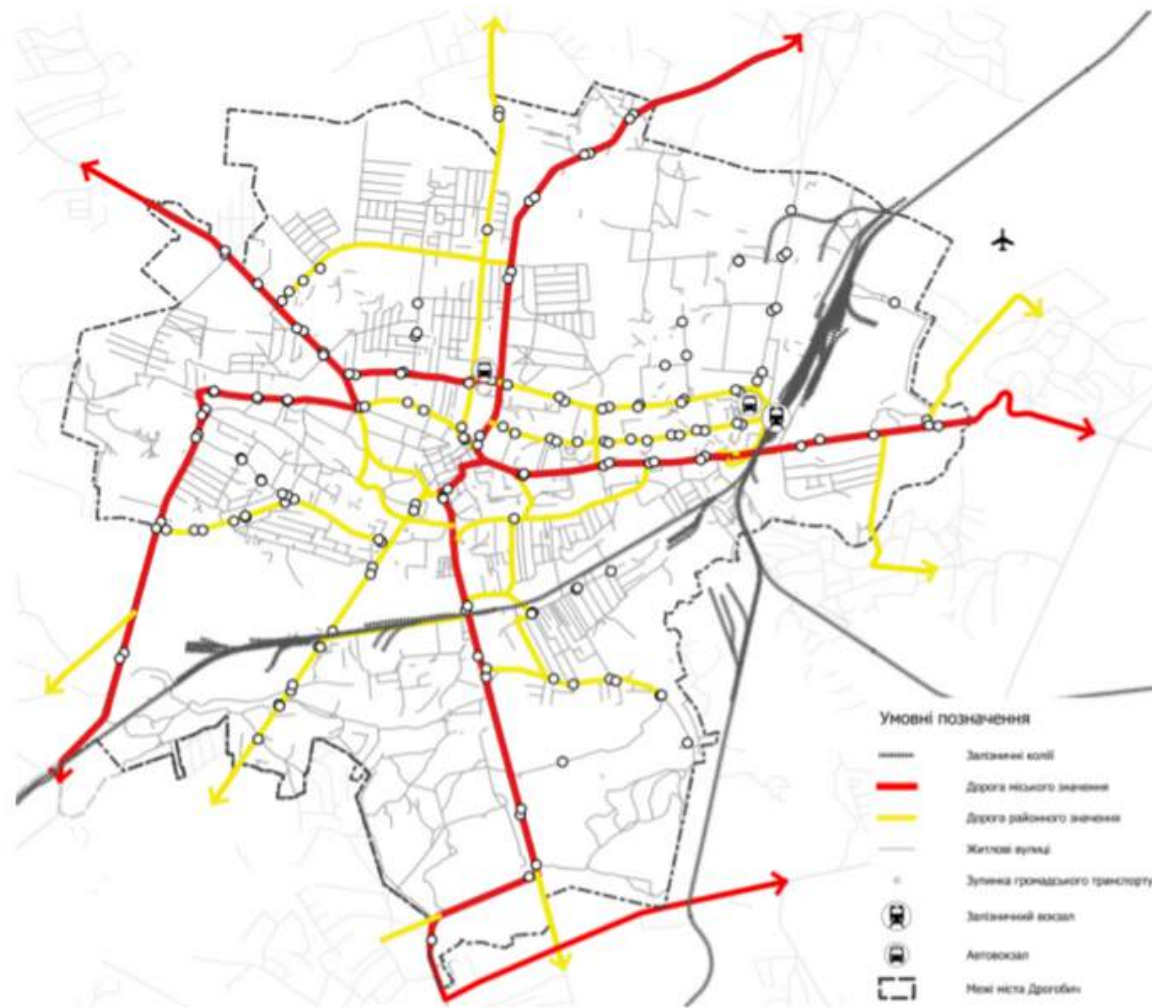 Умовні позначення
Залізничні колії
Дорога міського значення
Дорога районного значення
Житлові вулиці
Зупинка громадського транспорту
Залізничний вокзал
Автовокзал
Межі міста Дрогобич